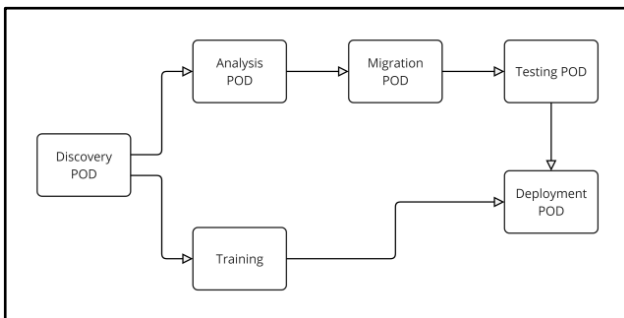 Analysis
POD
Migration
POD
Testing POD
Discovery
POD
Deployment
POD
Training